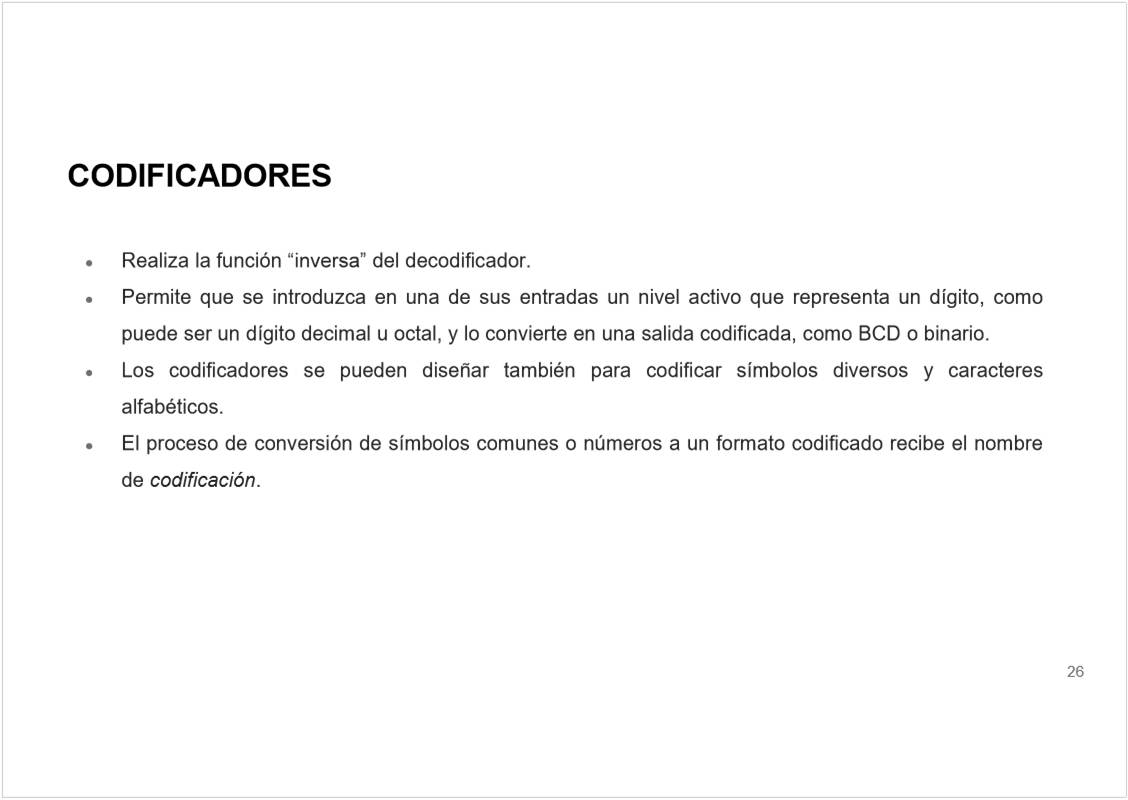 CODIFICADORES
• Realiza la función “inversa” del decodificador.
• Permite que se introduzca en una de sus entradas un nivel activo que representa un dígito, como
puede ser un dígito decimal u octal, y lo convierte en una salida codificada, como BCD o binario.
• Los codificadores se pueden diseñar también para codificar símbolos diversos y caracteres
alfabéticos.
• El proceso de conversión de símbolos comunes o números a un formato codificado recibe el nombre
de codificación.
26